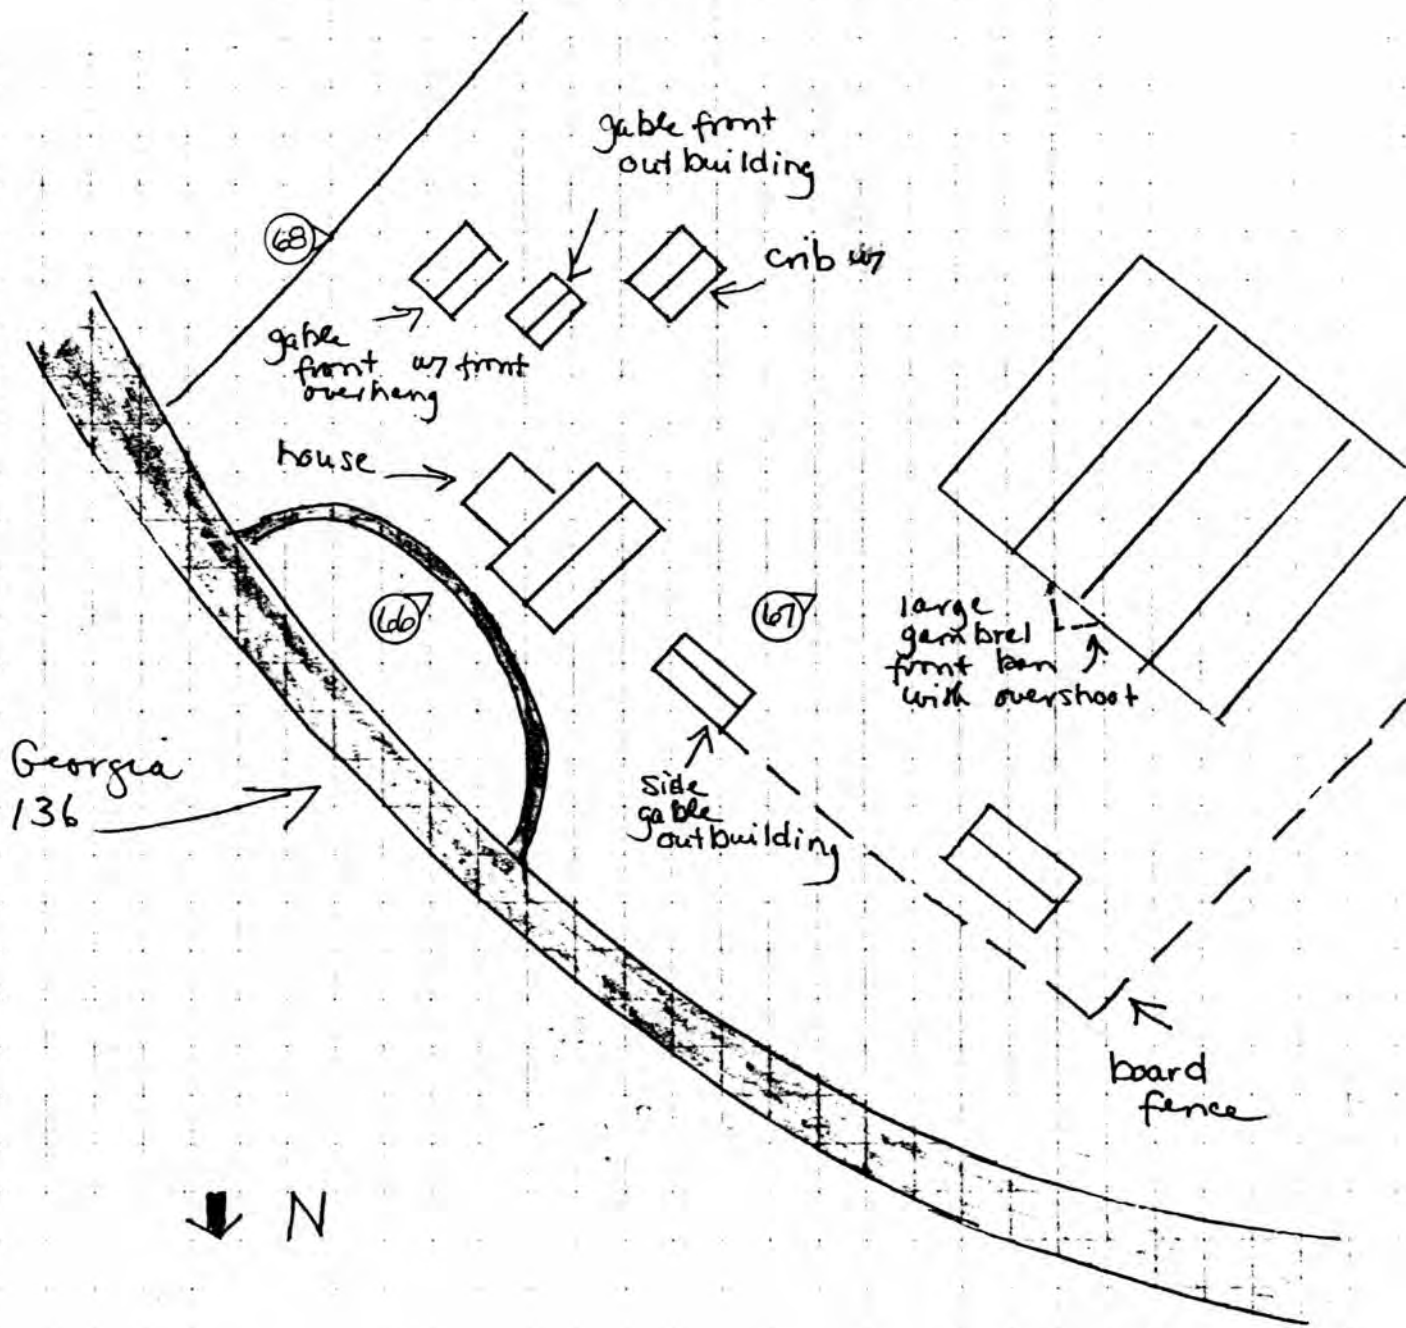 gable front
outbuilding
68
crib w/
gable
front w/ front
overhang
house
66
67
large
gambrel
front barn
with overshoot
Georgia
136
side
gable
outbuilding
board
fence
N